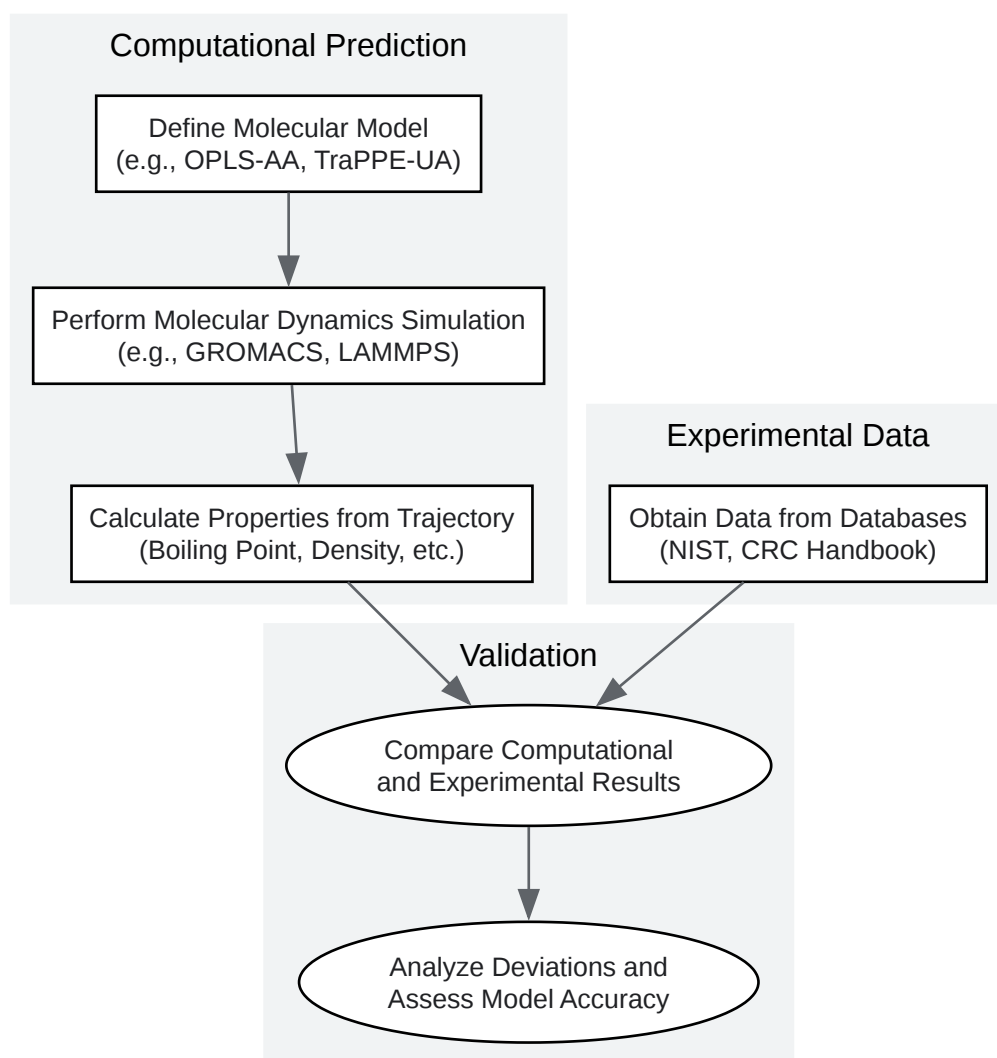 Computational Prediction
Define Molecular Model
(e.g., OPLS-AA, TraPPE-UA)
Perform Molecular Dynamics Simulation
(e.g., GROMACS, LAMMPS)
Calculate Properties from Trajectory
(Boiling Point, Density, etc.)
Experimental Data
Obtain Data from Databases
(NIST, CRC Handbook)
Validation
Compare Computational
and Experimental Results
Analyze Deviations and
Assess Model Accuracy